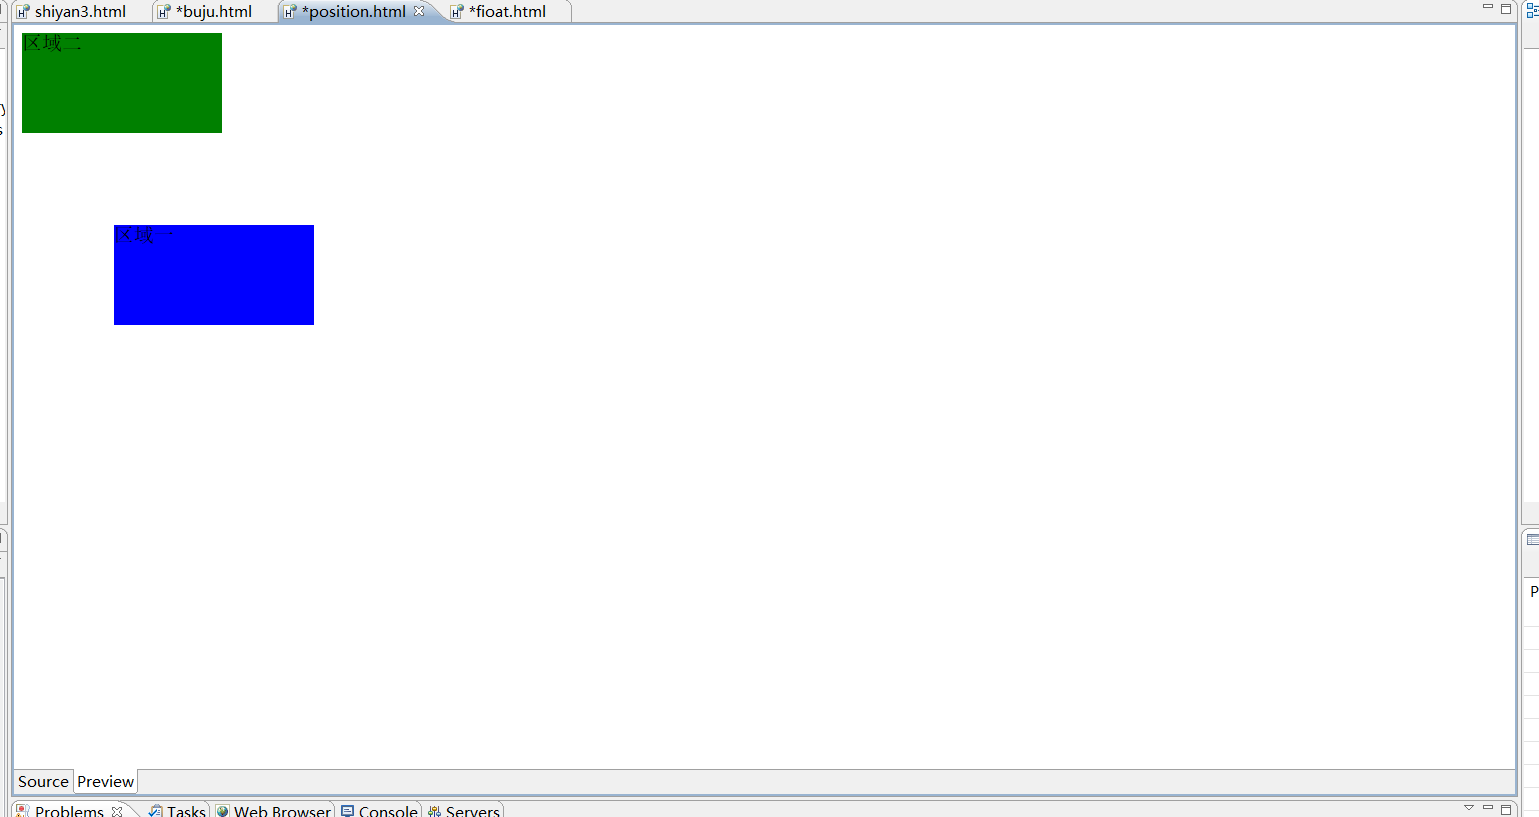 shiyan3.html *buju.html *position.html *fioat.html
区域二
区域一
Source Preview
Problems Tasks Web Browser Console Servers